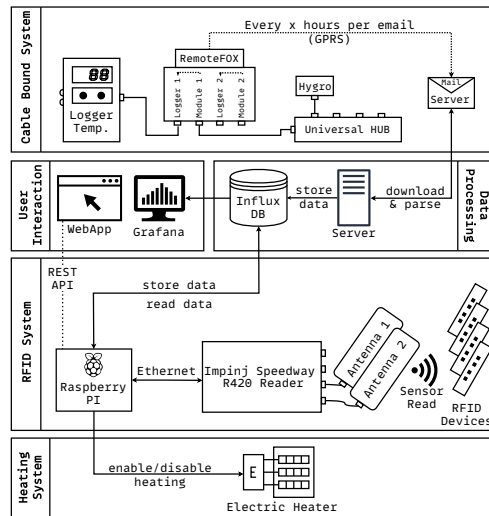 Cable Bound System
Every x hours per email
(GPRS)
RemoteFOX
Logger 1
Module 1
Logger 2
Module 2
88
Logger
Temp.
Hygro
Universal HUB
Mail
Server
User
Interaction
WebApp
Grafana
Influx
DB
store
data
Server
download
& parse
Data
Processing
RFID System
REST
API
store data
read data
Raspberry
PI
Ethernet
Impinj Speedway
R420 Reader
Antenna 1
Antenna 2
Sensor
Read
RFID
Devices
Heating
System
enable/disable
heating
E
Electric Heater